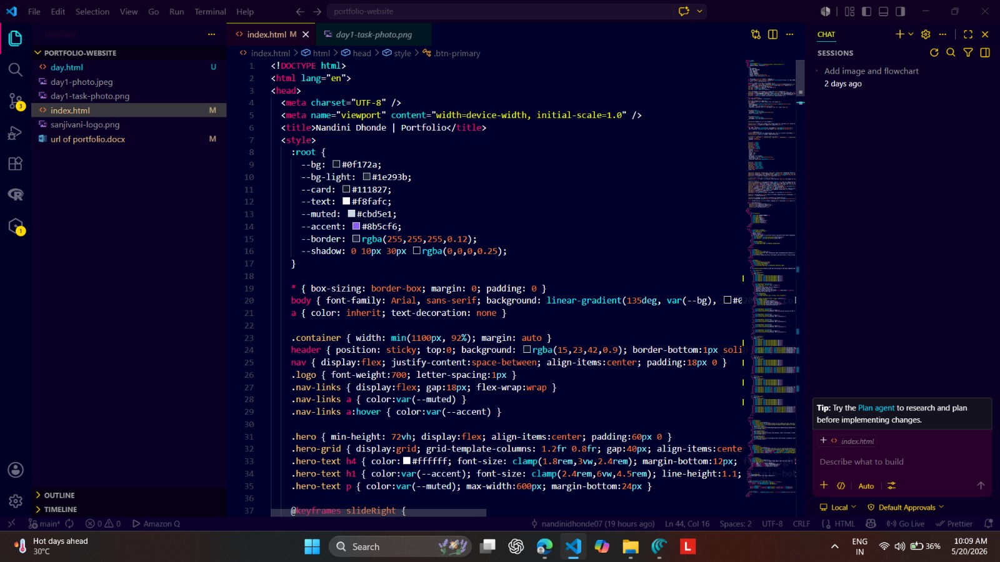 File Edit Selection View Go Run Terminal Help
portfolio-website
PORTFOLIO-WEBSITE
day.html U
day1-photo.jpeg
day1-task-photo.png
index.html M
sanjivani-logo.png
url of portfolio.docx M
OUTLINE
TIMELINE
3
1
index.html M
day1-task-photo.png
index.html > html > head > style > .btn-primary
1 <!DOCTYPE html>
2 <html lang="en">
3 <head>
4 <meta charset="UTF-8" />
5 <meta name="viewport" content="width=device-width, initial-scale=1.0" />
6 <title>Nandini Dhonde | Portfolio</title>
7 <style>
8 :root {
9 --bg: #0f172a;
10 --bg-light: #1e293b;
11 --card: #111827;
12 --text: #f8fafc;
13 --muted: #cbd5e1;
14 --accent: #8b5cf6;
15 --border: rgba(255,255,255,0.12);
16 --shadow: 0 10px 30px rgba(0,0,0,0.25);
17 }
18
19 * { box-sizing: border-box; margin: 0; padding: 0 }
20 body { font-family: Arial, sans-serif; background: linear-gradient(135deg, var(--bg),
21 a { color: inherit; text-decoration: none }
22
23 .container { width: min(1100px, 92%); margin: auto }
24 header { position: sticky; top:0; background: rgba(15,23,42,0.9); border-bottom:1px soli
25 nav { display:flex; justify-content:space-between; align-items:center; padding:18px 0 }
26 .logo { font-weight:700; letter-spacing:1px }
27 .nav-links { display:flex; gap:18px; flex-wrap:wrap }
28 .nav-links a { color:var(--muted) }
29 .nav-links a:hover { color:var(--accent) }
30
31 .hero { min-height: 72vh; display:flex; align-items:center; padding:60px 0 }
32 .hero-grid { display:grid; grid-template-columns: 1.2fr 0.8fr; gap:40px; align-items:cente
33 .hero-text h4 { color: #ffffff; font-size: clamp(1.8rem,3vw,2.4rem); margin-bottom:12px;
34 .hero-text h1 { color:var(--accent); font-size: clamp(2.4rem,6vw,4.5rem); line-height:1.1;
35 .hero-text p { color:var(--muted); max-width:600px; margin-bottom:24px }
36
37 @keyframes slideRight {
CHAT
SESSIONS
Add image and flowchart
2 days ago
Tip: Try the Plan agent to research and plan
before implementing changes.
index.html
Describe what to build
Auto
Local Default Approvals
main* 0 0 Amazon Q nandinidhonde07 (19 hours ago) Ln 44, Col 16 Spaces: 2 UTF-8 CRLF {} HTML Go Live Prettier
Hot days ahead
30°C
Search
L
ENG
IN
36%
10:09 AM
5/20/2026